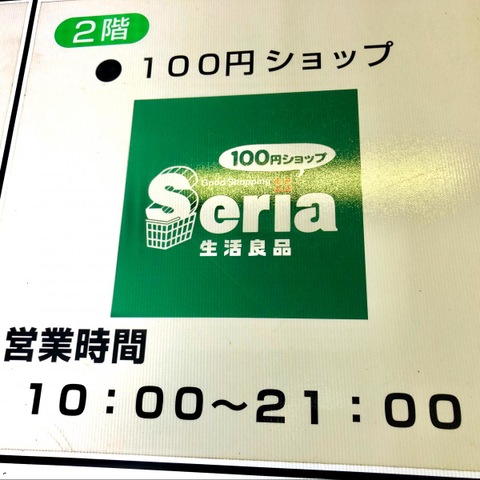 2階
● 100円ショップ
100円ショップ
Good Shopping
Seria
生活良品
営業時間
10:00〜21:00